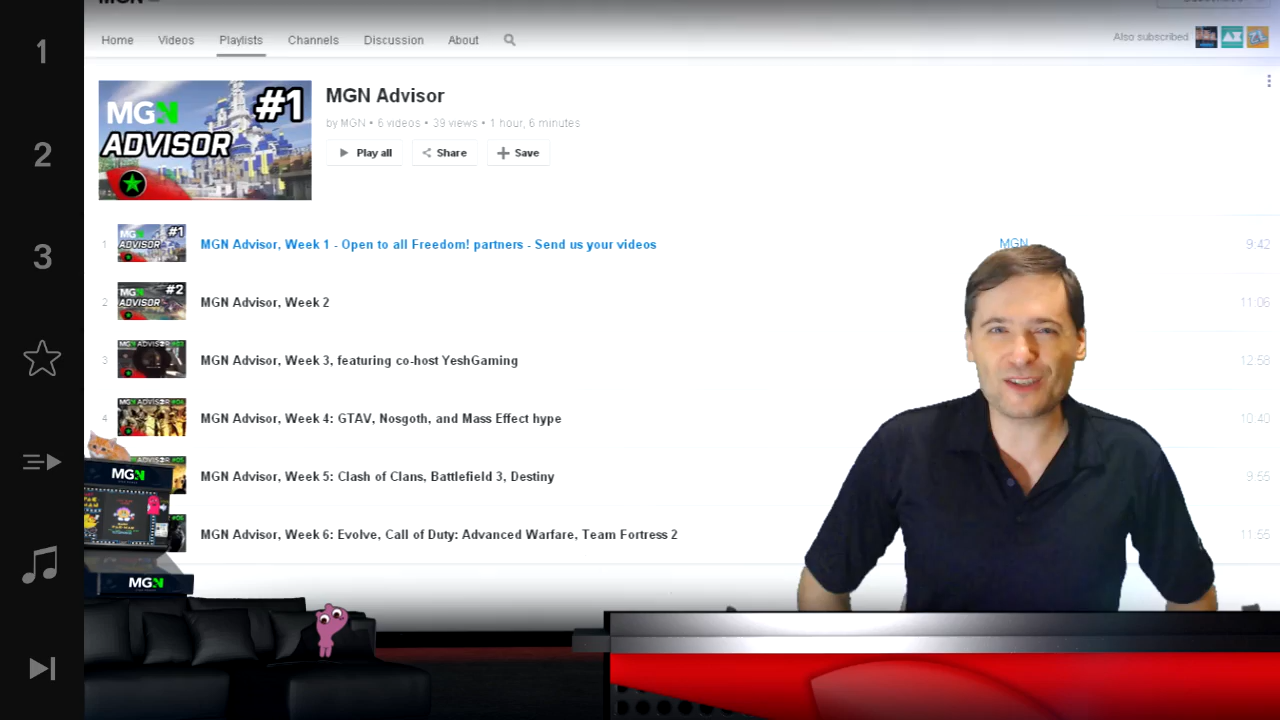 1
2
3
Home Videos Playlists Channels Discussion About
Also subscribed
MGN
ADVISOR
#1
MGN Advisor
by MGN • 6 videos • 39 views • 1 hour, 6 minutes
Play all Share Save
1 MGN Advisor, Week 1 - Open to all Freedom! partners - Send us your videos MGN 9:42
2 MGN Advisor, Week 2 11:06
3 MGN Advisor, Week 3, featuring co-host YeshGaming 12:58
4 MGN Advisor, Week 4: GTAV, Nosgoth, and Mass Effect hype 10:40
MGN Advisor, Week 5: Clash of Clans, Battlefield 3, Destiny 9:55
MGN Advisor, Week 6: Evolve, Call of Duty: Advanced Warfare, Team Fortress 2 11:55
MGN
MGN